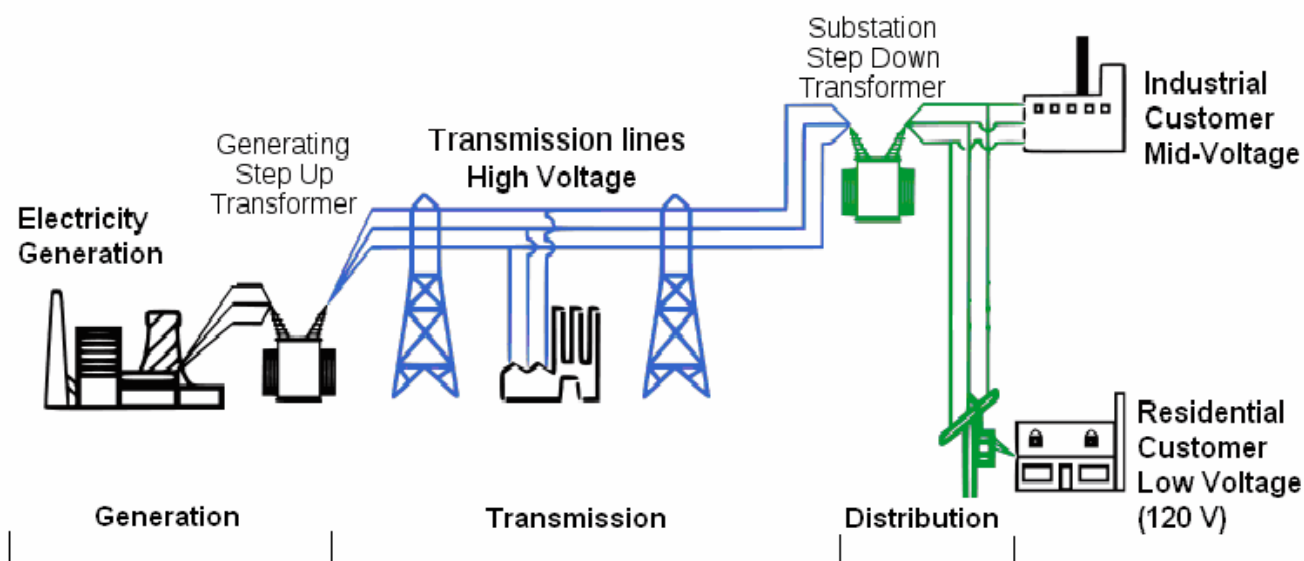 Substation
Step Down
Transformer
Industrial
Customer
Mid-Voltage
Transmission lines
High Voltage
Generating
Step Up
Transformer
Electricity
Generation
Residential
Customer
Low Voltage
(120 V)
Generation
Transmission
Distribution